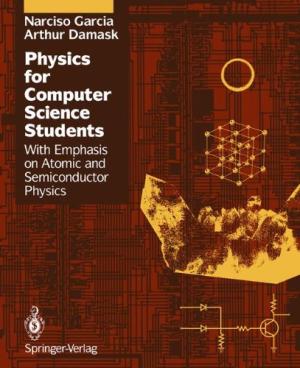 Narciso Garcia
Arthur Damask
Physics
for
Computer
Science
Students
With Emphasis
on Atomic and
Semiconductor
Physics
Springer-Verlag